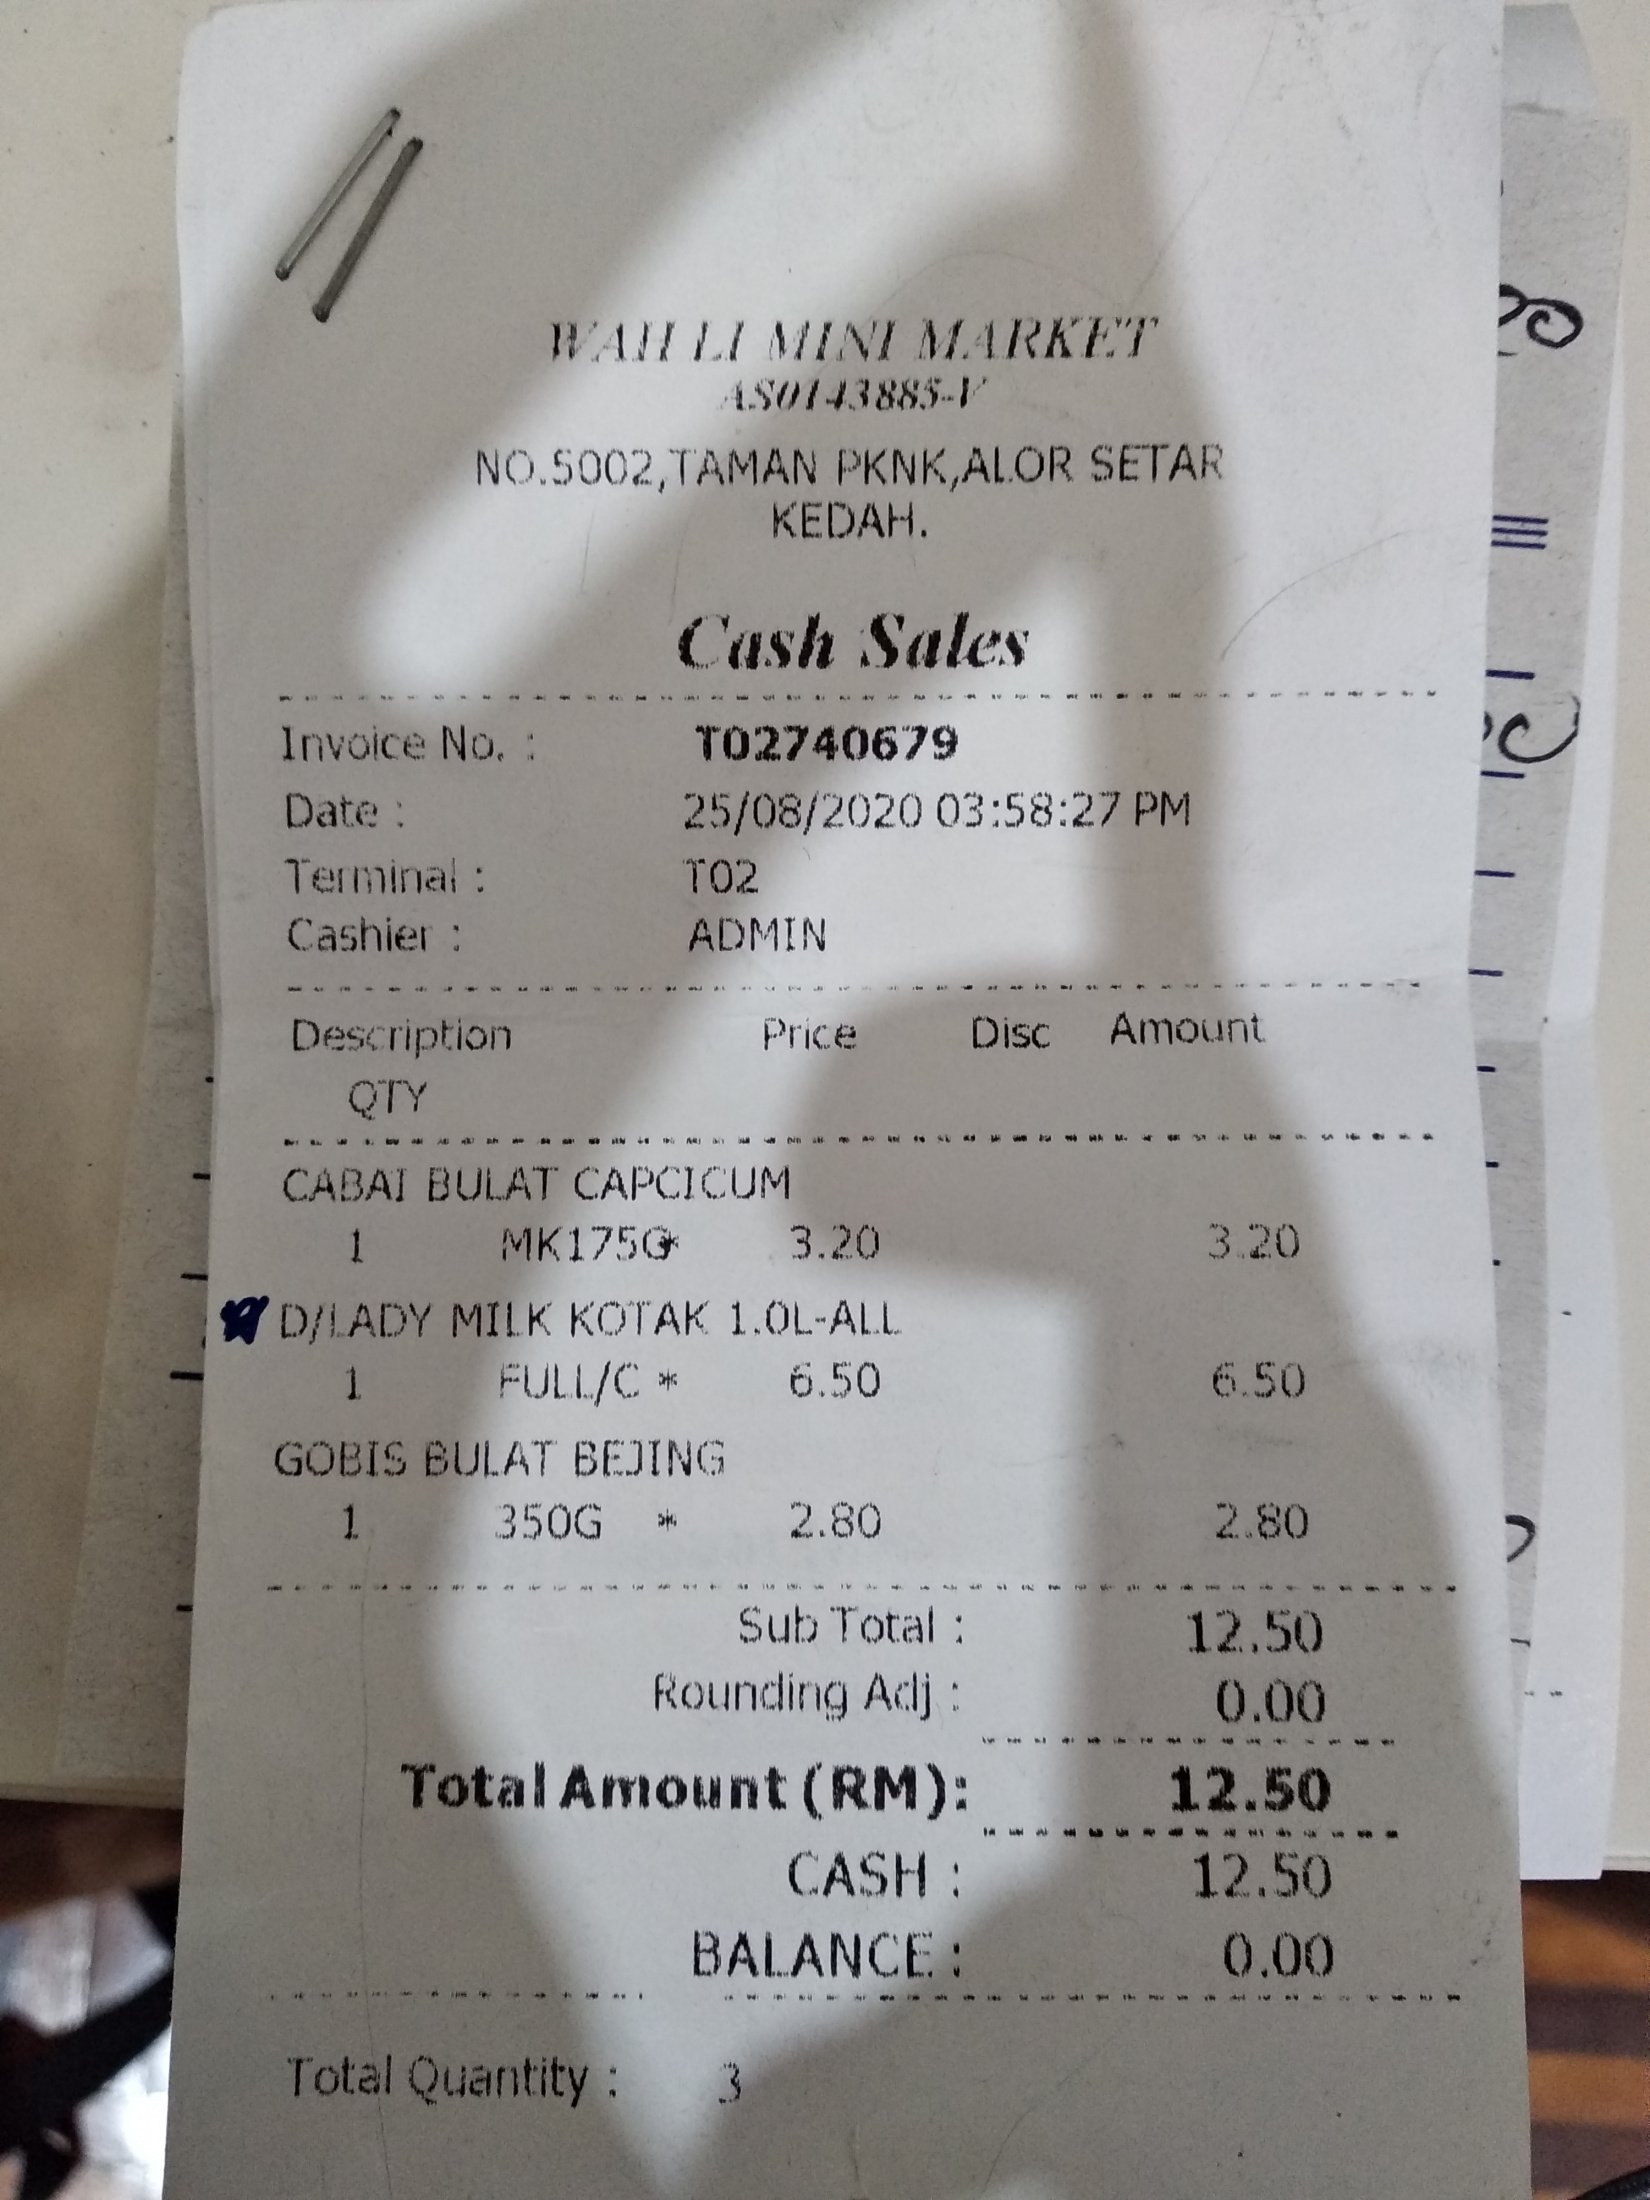 WAH LI MINI MARKET
AS0143885-V
NO.5002,TAMAN PKNK,ALOR SETAR
KEDAH.
Cash Sales
Invoice No. : T02740679
Date : 25/08/2020 03:58:27 PM
Terminal : T02
Cashier : ADMIN
Description Price Disc Amount
QTY
CABAI BULAT CAPCICUM
1 MK175G* 3.20 3.20
D/LADY MILK KOTAK 1.0L-ALL
1 FULL/C * 6.50 6.50
GOBIS BULAT BEJING
1 350G * 2.80 2.80
Sub Total : 12.50
Rounding Adj : 0.00
Total Amount (RM): 12.50
CASH : 12.50
BALANCE : 0.00
Total Quantity : 3